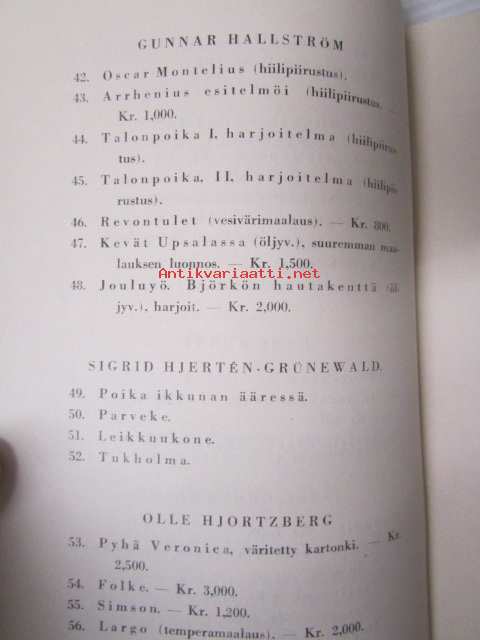 GUNNAR HALLSTRÖM
42. Oscar Montelius (hiilipiirustus).
43. Arrhenius esitelmöi (hiilipiirustus. —
Kr. 1,000.
44. Talonpoika I, harjoitelma (hiilipiirus-
tus).
45. Talonpoika, II, harjoitelma (hiilipii-
rustus).
46. Revontulet (vesivärimaalaus). — Kr. 800.
47. Kevät Upsalassa (öljyv.), suuremman maa-
lauksen luonnos. — Kr. 1,500.
Antikvariaatti.net
48. Jouluyö. Björkön hautakenttä (öl-
jyv.), harjoit. — Kr. 2,000.
SIGRID HJERTÉN-GRÜNEWALD.
49. Poika ikkunan ääressä.
50. Parveke.
51. Leikkuukone.
52. Tukholma.
OLLE HJORTZBERG
53. Pyhä Veronica, väritetty kartonki. — Kr.
2,500.
54. Folke. — Kr. 3,000.
55. Simson. — Kr. 1,200.
56. Largo (temperamaalaus). — Kr. 2,000.